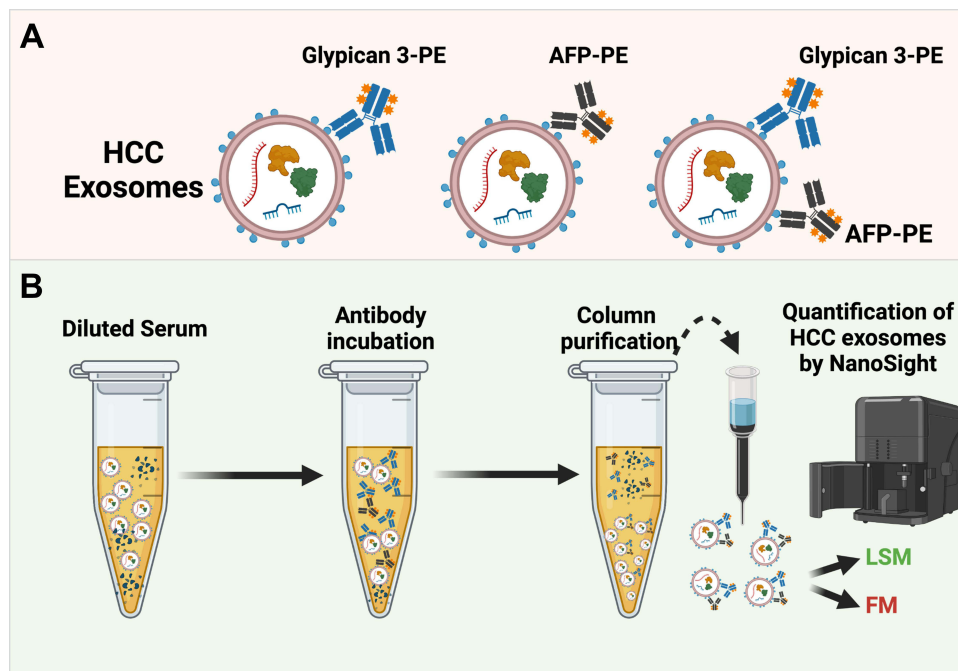 A
Glypican 3-PE
AFP-PE
Glypican 3-PE
HCC
Exosomes
AFP-PE
B
Diluted Serum
Antibody
incubation
Column
purification
Quantification of
HCC exosomes
by NanoSight
LSM
FM